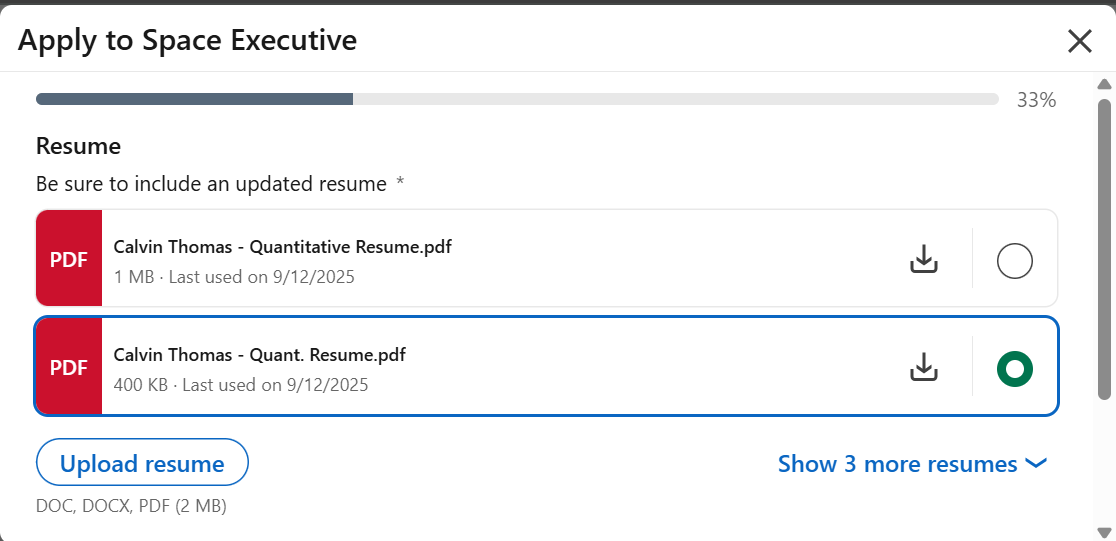 Apply to Space Executive
33%
Resume
Be sure to include an updated resume *
PDF
Calvin Thomas - Quantitative Resume.pdf
1 MB · Last used on 9/12/2025
PDF
Calvin Thomas - Quant. Resume.pdf
400 KB · Last used on 9/12/2025
Upload resume
Show 3 more resumes
DOC, DOCX, PDF (2 MB)